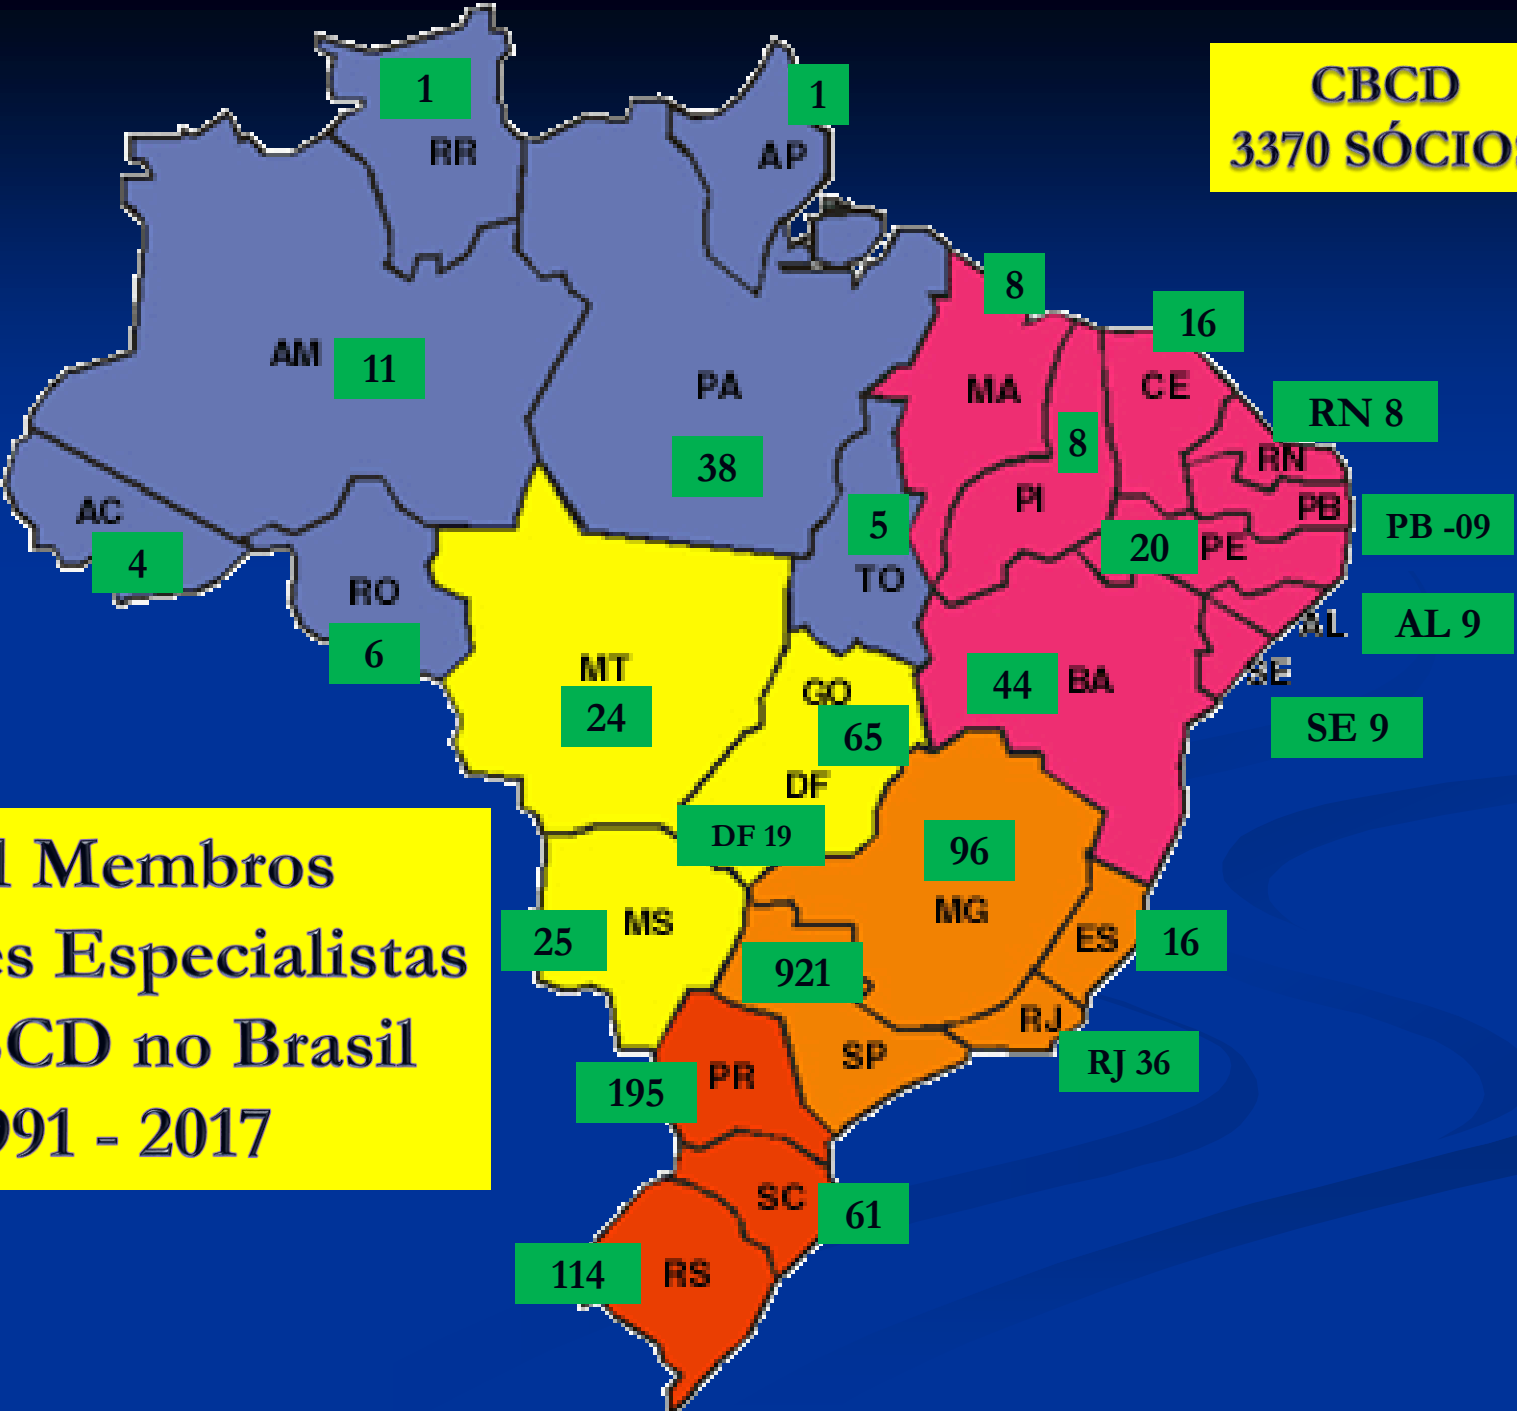 CBCD
3370 SÓCIOS
1
RR
1
AP
8
16
AM 11
PA
38
MA
CE
RN 8
8
RN
PI
PB
PB -09
AC
4
5
TO
20 PE
RO
6
AL
AL 9
SE
SE 9
MT
24
GO
65
44 BA
DF
DF 19
96
MG
l Membros
es Especialistas
CD no Brasil
991 - 2017
25
MS
921
ES
16
RJ
RJ 36
SP
195
PR
SC
61
114
RS